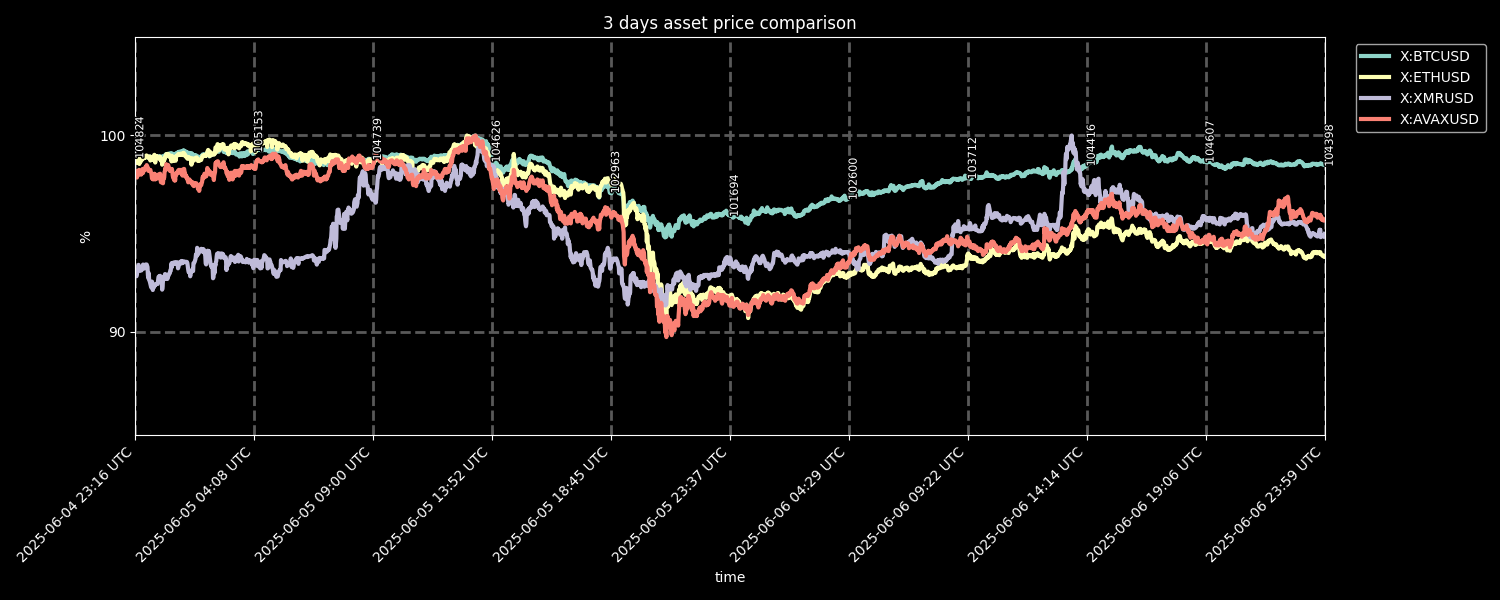 3 days asset price comparison
X:BTCUSD
X:ETHUSD
X:XMRUSD
X:AVAXUSD
100
90
%
104824
105153
104739
104626
102963
101694
102600
103712
104416
104607
104398
2025-06-04 23:16 UTC
2025-06-05 04:08 UTC
2025-06-05 09:00 UTC
2025-06-05 13:52 UTC
2025-06-05 18:45 UTC
2025-06-05 23:37 UTC
2025-06-06 04:29 UTC
2025-06-06 09:22 UTC
2025-06-06 14:14 UTC
2025-06-06 19:06 UTC
2025-06-06 23:59 UTC
time